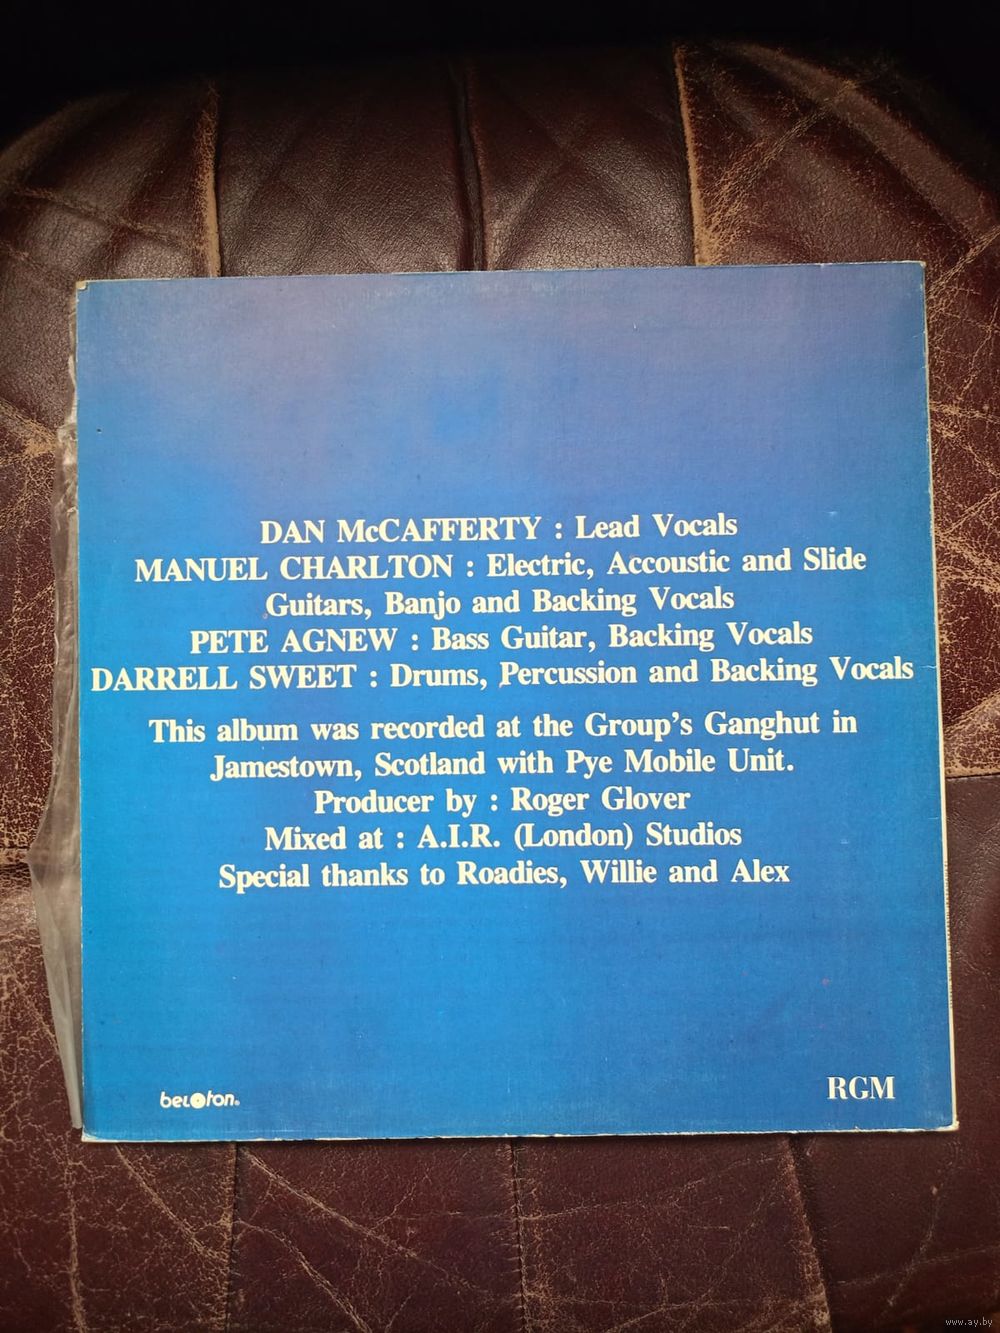 DAN McCAFFERTY : Lead Vocals
MANUEL CHARLTON : Electric, Accoustic and Slide
Guitars, Banjo and Backing Vocals
PETE AGNEW : Bass Guitar, Backing Vocals
DARRELL SWEET : Drums, Percussion and Backing Vocals
This album was recorded at the Group's Ganghut in
Jamestown, Scotland with Pye Mobile Unit.
Producer by : Roger Glover
Mixed at : A.I.R. (London) Studios
Special thanks to Roadies, Willie and Alex
beloton®
RGM
www.ay.by